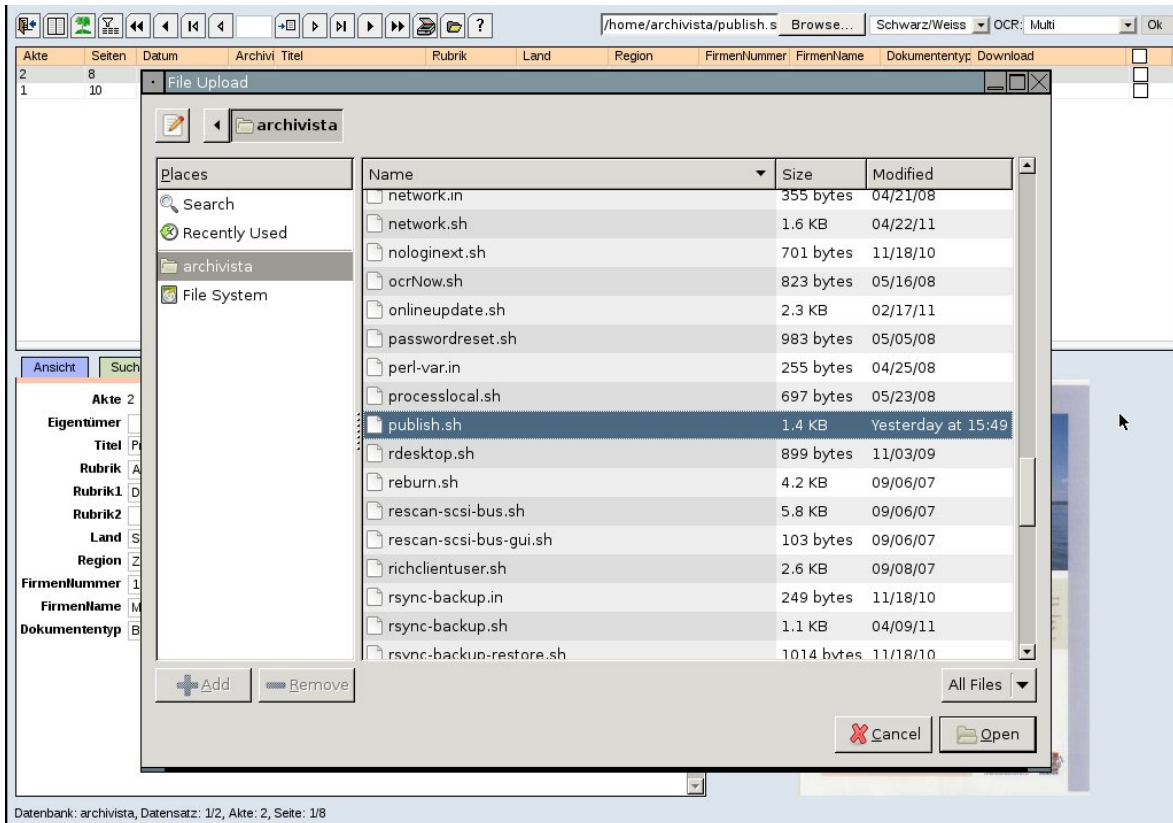 /home/archivista/publish.s Browse... Schwarz/Weiss OCR: Multi Ok
Akte Seiten Datum Archivi Titel Rubrik Land Region FirmenNummer FirmenName Dokumententyp Download
2 8
1 10
File Upload
archivista
Places
Search
Recently Used
archivista
File System
Name Size Modified
network.in 355 bytes 04/21/08
network.sh 1.6 KB 04/22/11
nologinext.sh 701 bytes 11/18/10
ocrNow.sh 823 bytes 05/16/08
onlineupdate.sh 2.3 KB 02/17/11
passwordreset.sh 983 bytes 05/05/08
perl-var.in 255 bytes 04/25/08
processlocal.sh 697 bytes 05/23/08
publish.sh 1.4 KB Yesterday at 15:49
rdesktop.sh 899 bytes 11/03/09
reburn.sh 4.2 KB 09/06/07
rescan-scsi-bus.sh 5.8 KB 09/06/07
rescan-scsi-bus-gui.sh 103 bytes 09/06/07
richclientuser.sh 2.6 KB 09/08/07
rsync-backup.in 249 bytes 11/18/10
rsync-backup.sh 1.1 KB 04/09/11
rsync-backup-restore.sh 1014 bytes 11/18/10
Add Remove
All Files
Cancel Open
Ansicht Such
Akte 2
Eigentümer
Titel P
Rubrik A
Rubrik1 D
Rubrik2
Land S
Region Z
FirmenNummer 1
FirmenName M
Dokumententyp B
Datenbank: archivista, Datensatz: 1/2, Akte: 2, Seite: 1/8